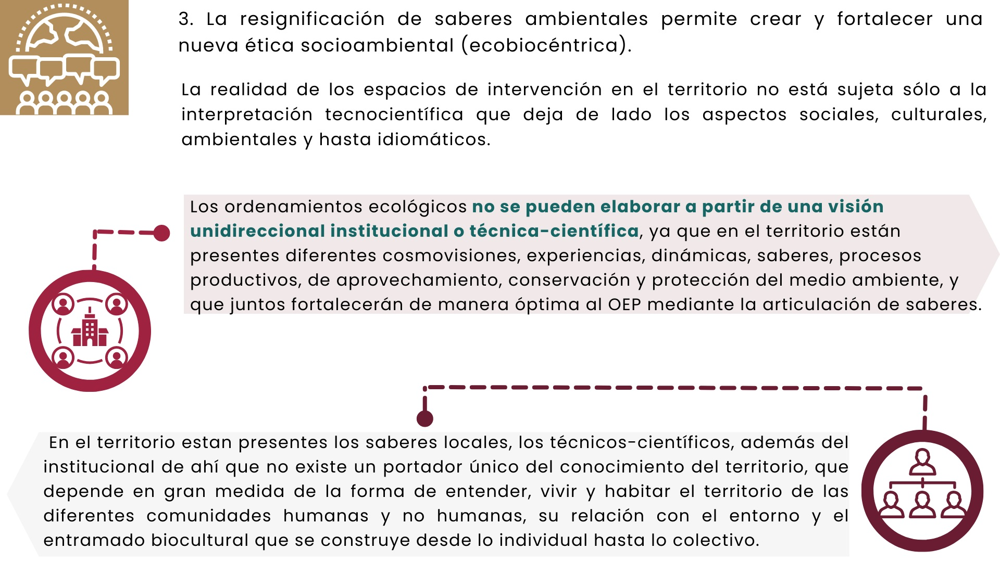 3. La resignificación de saberes ambientales permite crear y fortalecer una
nueva ética socioambiental (ecobiocéntrica).
La realidad de los espacios de intervención en el territorio no está sujeta sólo a la
interpretación tecnocientífica que deja de lado los aspectos sociales, culturales,
ambientales y hasta idiomáticos.
Los ordenamientos ecológicos no se pueden elaborar a partir de una visión
unidireccional institucional o técnica-científica, ya que en el territorio están
presentes diferentes cosmovisiones, experiencias, dinámicas, saberes, procesos
productivos, de aprovechamiento, conservación y protección del medio ambiente, y
que juntos fortalecerán de manera óptima al OEP mediante la articulación de saberes.
En el territorio estan presentes los saberes locales, los técnicos-científicos, además del
institucional de ahí que no existe un portador único del conocimiento del territorio, que
depende en gran medida de la forma de entender, vivir y habitar el territorio de las
diferentes comunidades humanas y no humanas, su relación con el entorno y el
entramado biocultural que se construye desde lo individual hasta lo colectivo.